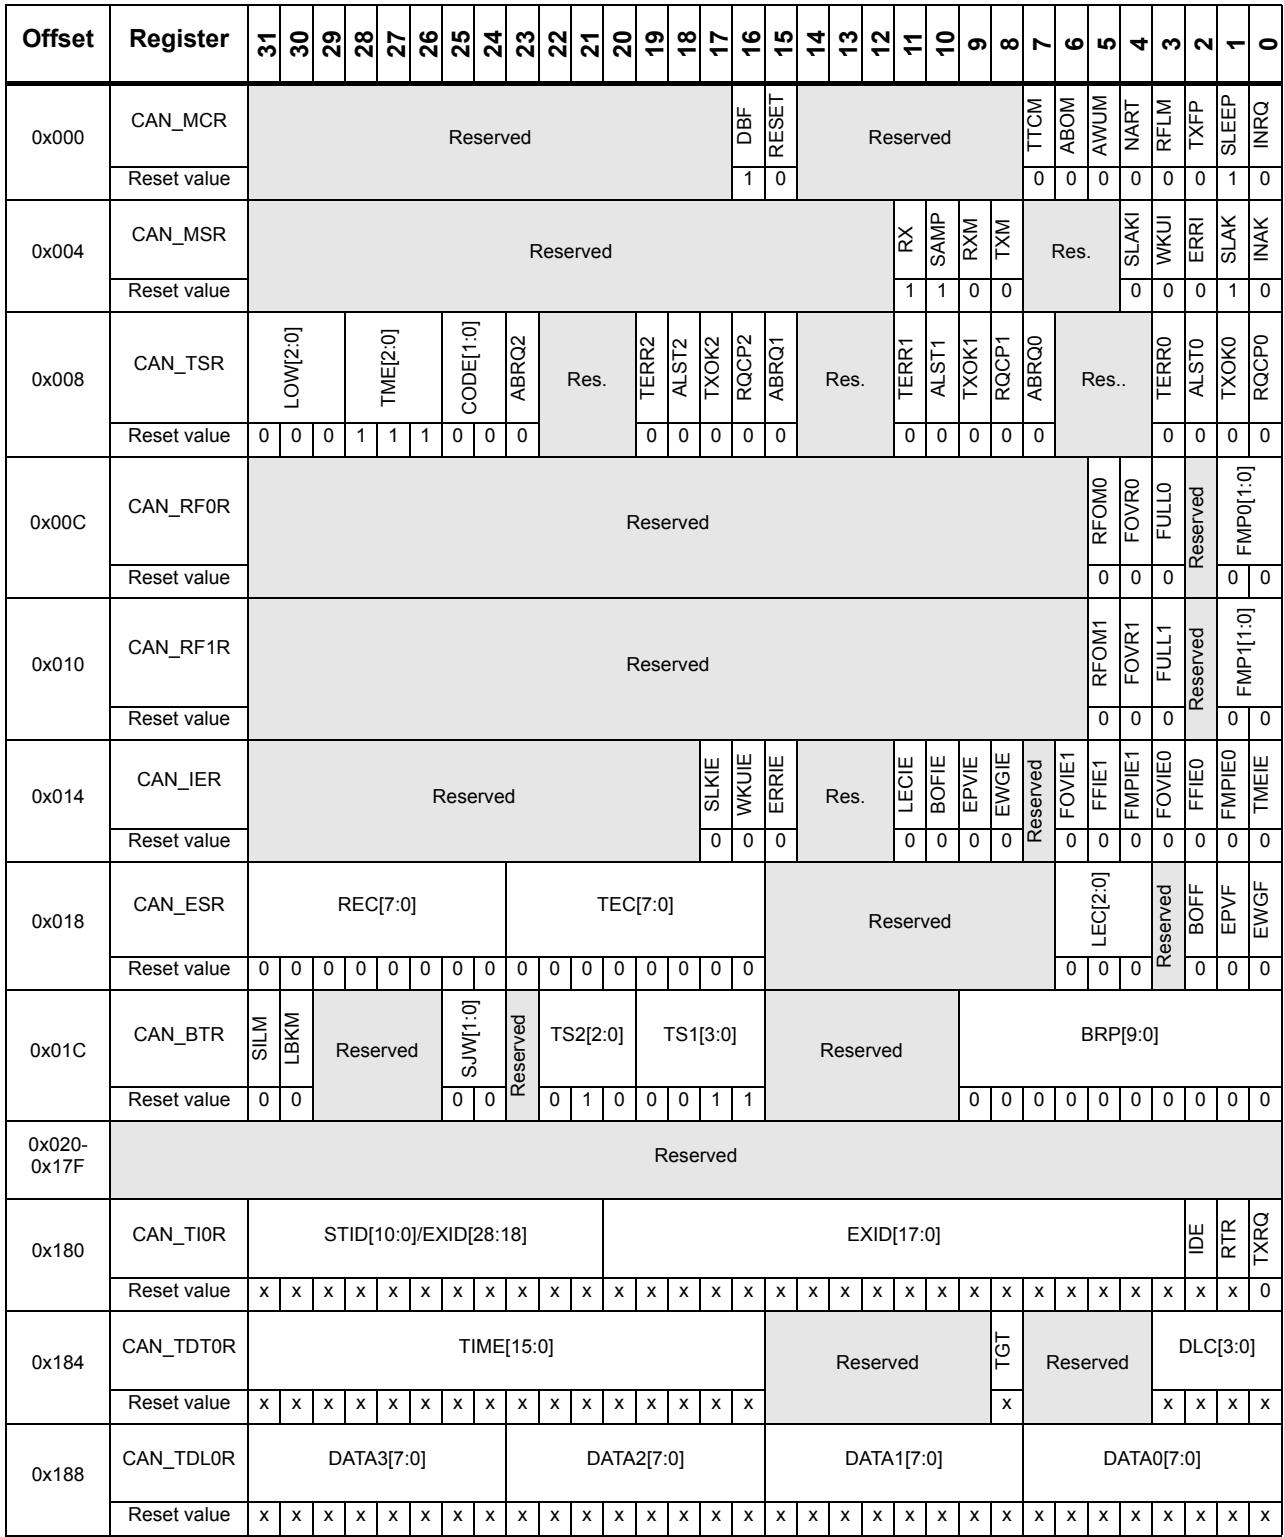 Offset Register 31 30 29 28 27 26 25 24 23 22 21 20 19 18 17 16 15 14 13 12 11 10 9 8 7 6 5 4 3 2 1 0
0x000 CAN_MCR Reserved DBF RESET Reserved TTCM ABOM AWUM NART RFLM TXFP SLEEP INRQ
Reset value 1 0 0 0 0 0 0 0 1 0
0x004 CAN_MSR Reserved RX SAMP RXM TXM Res. SLAKI WKUI ERRI SLAK INAK
Reset value 1 1 0 0 0 0 0 1 0
0x008 CAN_TSR LOW[2:0] TME[2:0] CODE[1:0] ABRQ2 Res. TERR2 ALST2 TXOK2 RQCP2 ABRQ1 Res. TERR1 ALST1 TXOK1 RQCP1 ABRQ0 Res.. TERR0 ALST0 TXOK0 RQCP0
Reset value 0 0 0 1 1 1 0 0 0 0 0 0 0 0 0 0 0 0 0 0 0 0 0
0x00C CAN_RF0R Reserved RFOM0 FOVR0 FULL0 Reserved FMP0[1:0]
Reset value 0 0 0 0 0
0x010 CAN_RF1R Reserved RFOM1 FOVR1 FULL1 Reserved FMP1[1:0]
Reset value 0 0 0 0 0
0x014 CAN_IER Reserved SLKIE WKUIE ERRIE Res. LECIE BOFIE EPVIE EWGIE Reserved FOVIE1 FFIE1 FMPIE1 FOVIE0 FFIE0 FMPIE0 TMEIE
Reset value 0 0 0 0 0 0 0 0 0 0 0 0 0 0
0x018 CAN_ESR REC[7:0] TEC[7:0] Reserved LEC[2:0] Reserved BOFF EPVF EWGF
Reset value 0 0 0 0 0 0 0 0 0 0 0 0 0 0 0 0 0 0 0 0 0 0
0x01C CAN_BTR SILM LBKM Reserved SJW[1:0] Reserved TS2[2:0] TS1[3:0] Reserved BRP[9:0]
Reset value 0 0 0 0 0 1 0 0 0 1 1 0 0 0 0 0 0 0 0 0 0
0x020-
0x17F Reserved
0x180 CAN_TI0R STID[10:0]/EXID[28:18] EXID[17:0] IDE RTR TXRQ
Reset value x x x x x x x x x x x x x x x x x x x x x x x x x x x x x x x 0
0x184 CAN_TDT0R TIME[15:0] Reserved TGT Reserved DLC[3:0]
Reset value x x x x x x x x x x x x x x x x x x x x x
0x188 CAN_TDL0R DATA3[7:0] DATA2[7:0] DATA1[7:0] DATA0[7:0]
Reset value x x x x x x x x x x x x x x x x x x x x x x x x x x x x x x x x